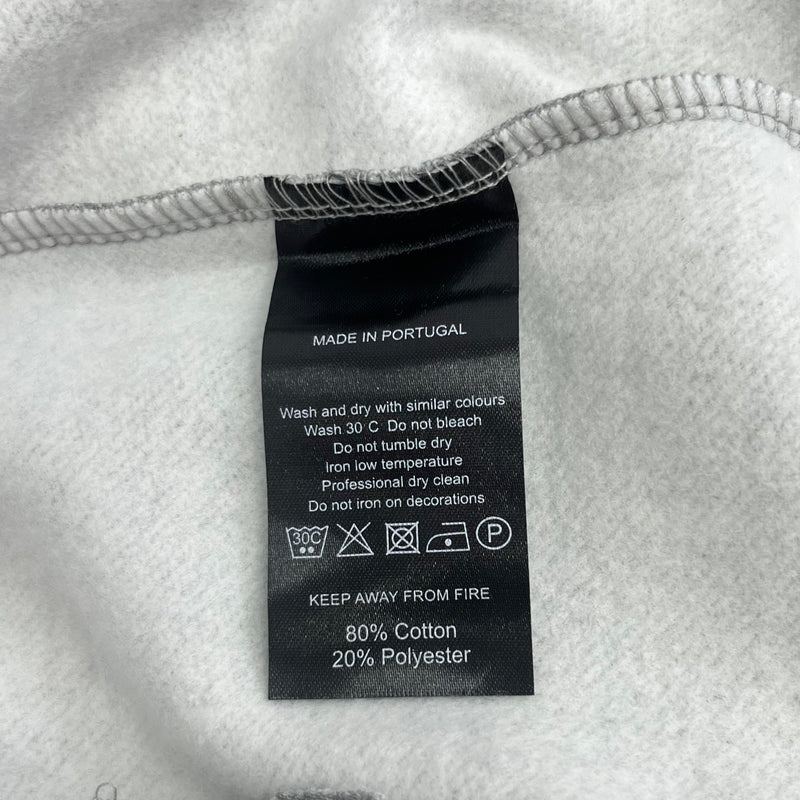 MADE IN PORTUGAL
Wash and dry with similar colours
Wash 30 C Do not bleach
Do not tumble dry
Iron low temperature
Professional dry clean
Do not iron on decorations
30C P
KEEP AWAY FROM FIRE
80% Cotton
20% Polyester